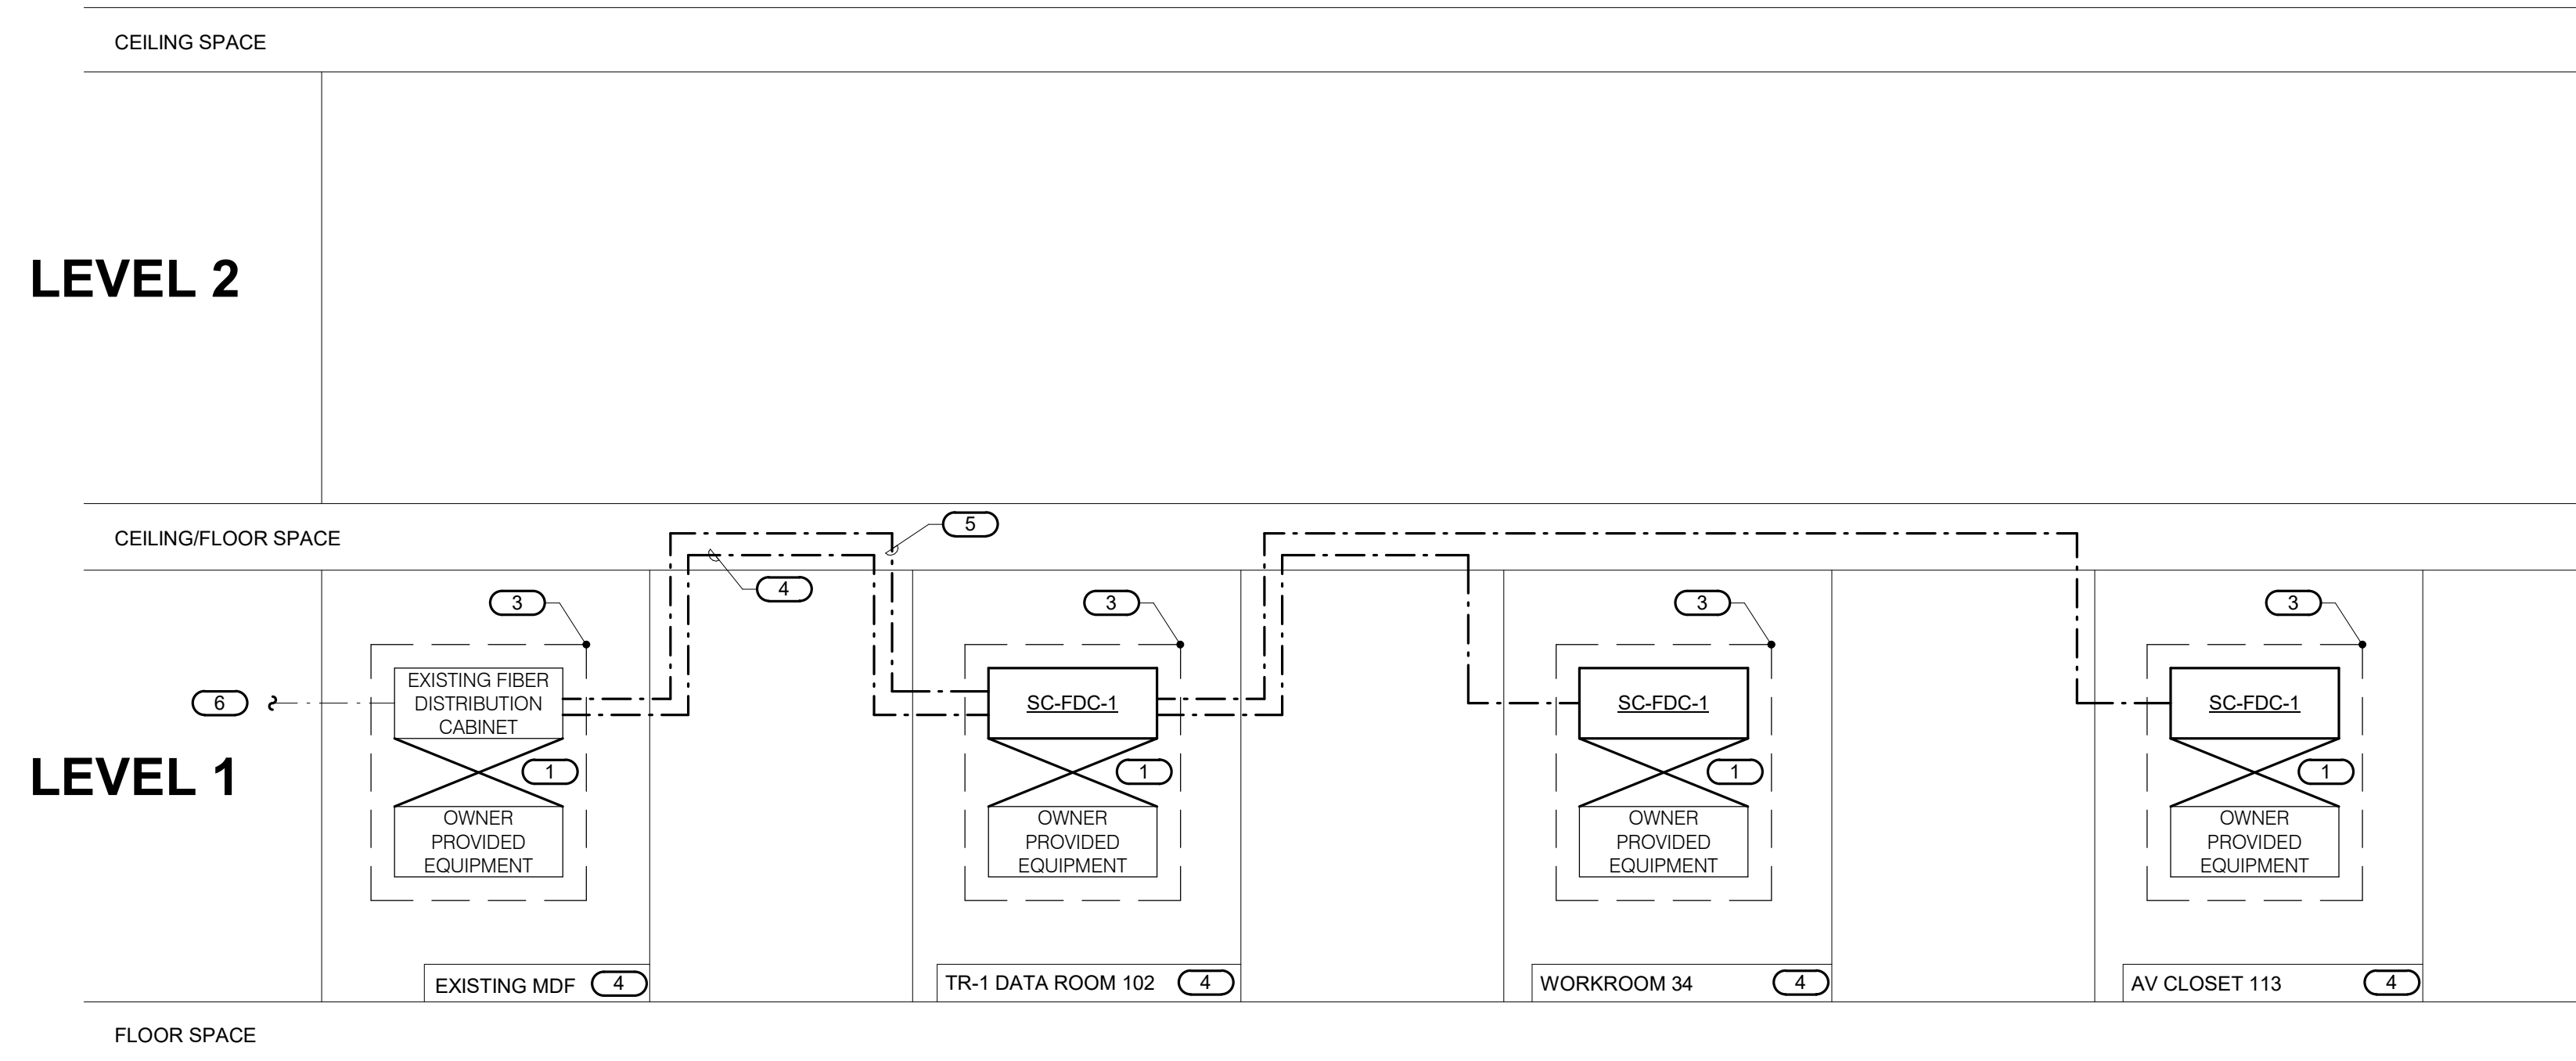 CEILING SPACE
LEVEL 2
CEILING/FLOOR SPACE
5
4
3
3
3
3
6
EXISTING FIBER
DISTRIBUTION
CABINET
SC-FDC-1
SC-FDC-1
SC-FDC-1
LEVEL 1
1
1
1
1
OWNER
PROVIDED
EQUIPMENT
OWNER
PROVIDED
EQUIPMENT
OWNER
PROVIDED
EQUIPMENT
OWNER
PROVIDED
EQUIPMENT
EXISTING MDF 4
TR-1 DATA ROOM 102 4
WORKROOM 34 4
AV CLOSET 113 4
FLOOR SPACE